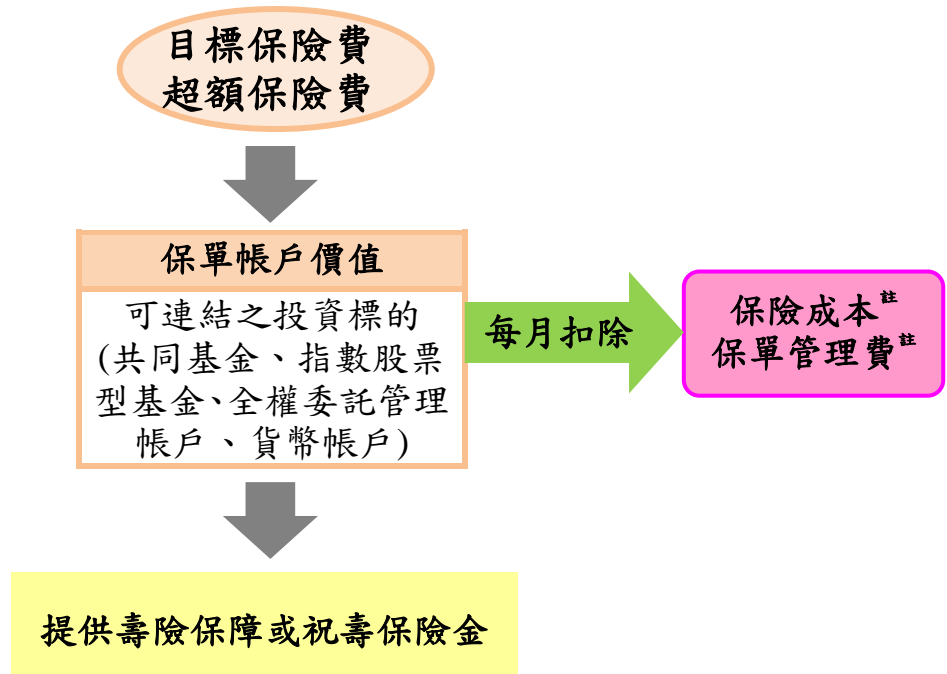 目標保險費
超額保險費
保單帳戶價值
可連結之投資標的
(共同基金、指數股票
型基金、全權委託管理
帳戶、貨幣帳戶)
每月扣除
保險成本註
保單管理費註
提供壽險保障或祝壽保險金